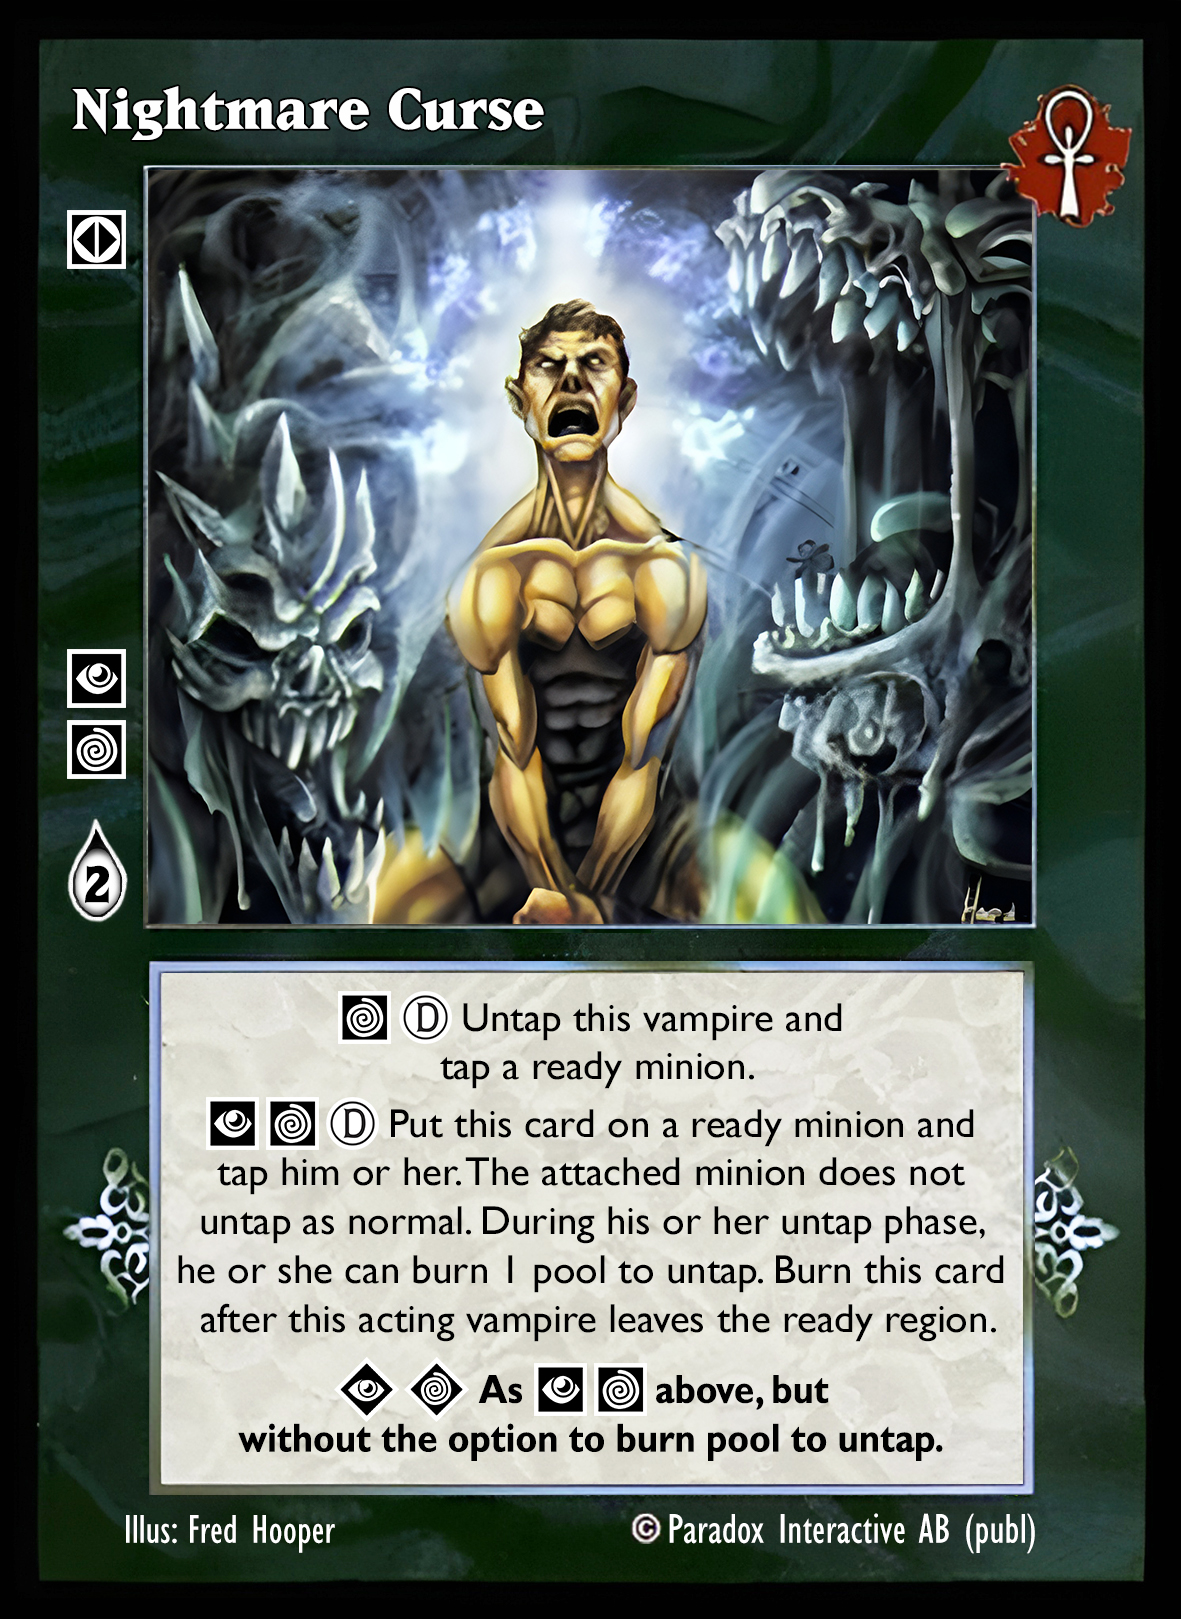 Nightmare Curse
2
D Untap this vampire and
tap a ready minion.
D Put this card on a ready minion and
tap him or her. The attached minion does not
untap as normal. During his or her untap phase,
he or she can burn 1 pool to untap. Burn this card
after this acting vampire leaves the ready region.
As above, but
without the option to burn pool to untap.
Illus: Fred Hooper © Paradox Interactive AB (publ)